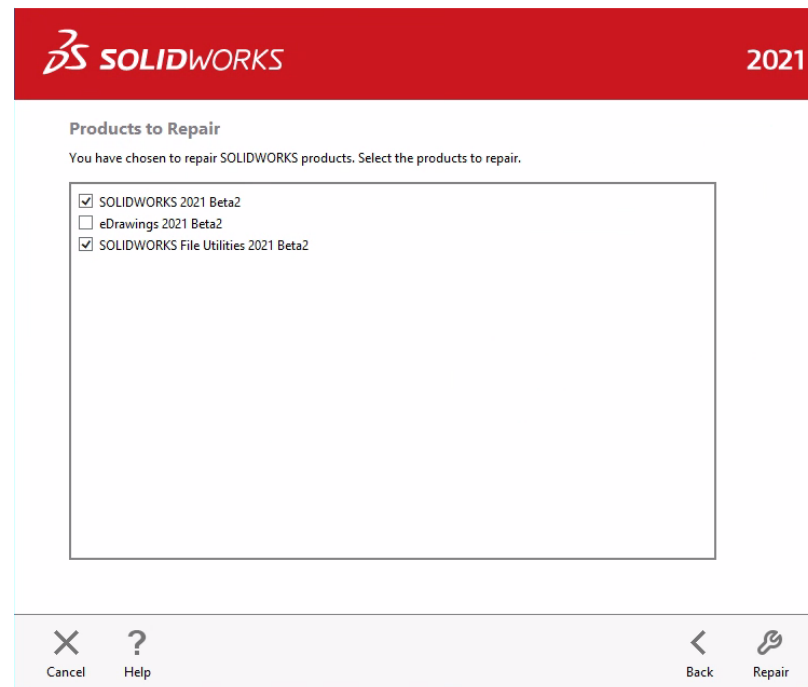 SOLIDWORKS 2021
Products to Repair
You have chosen to repair SOLIDWORKS products. Select the products to repair.
SOLIDWORKS 2021 Beta2
eDrawings 2021 Beta2
SOLIDWORKS File Utilities 2021 Beta2
Cancel Help Back Repair